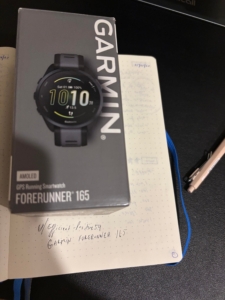 GARMIN
10:10
AMOLED
GPS Running Smartwatch
FORERUNNER® 165
GARMIN FORERUNNER 165